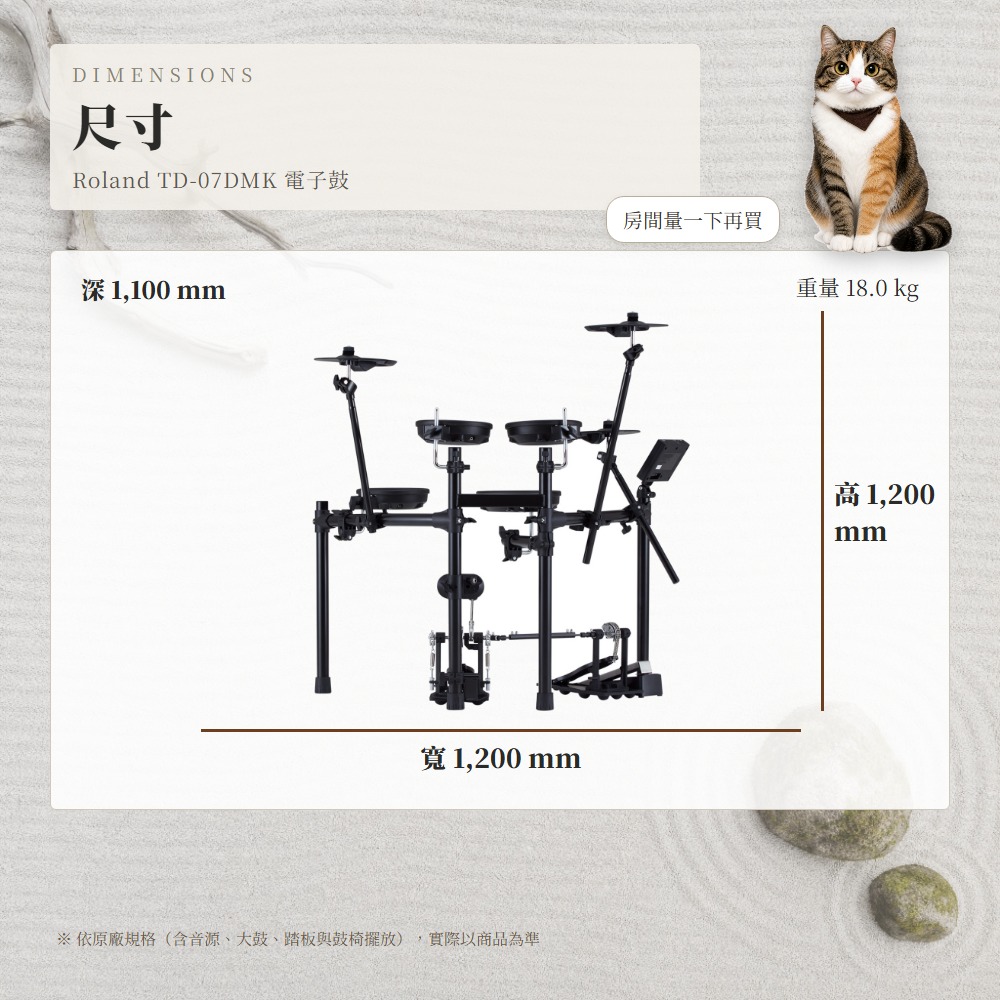 DIMENSIONS
尺寸
Roland TD-07DMK 電子鼓
房間量一下再買
深 1,100 mm
重量 18.0 kg
高 1,200
mm
寬 1,200 mm
※ 依原廠規格（含音源、大鼓、踏板與鼓椅擺放），實際以商品為準